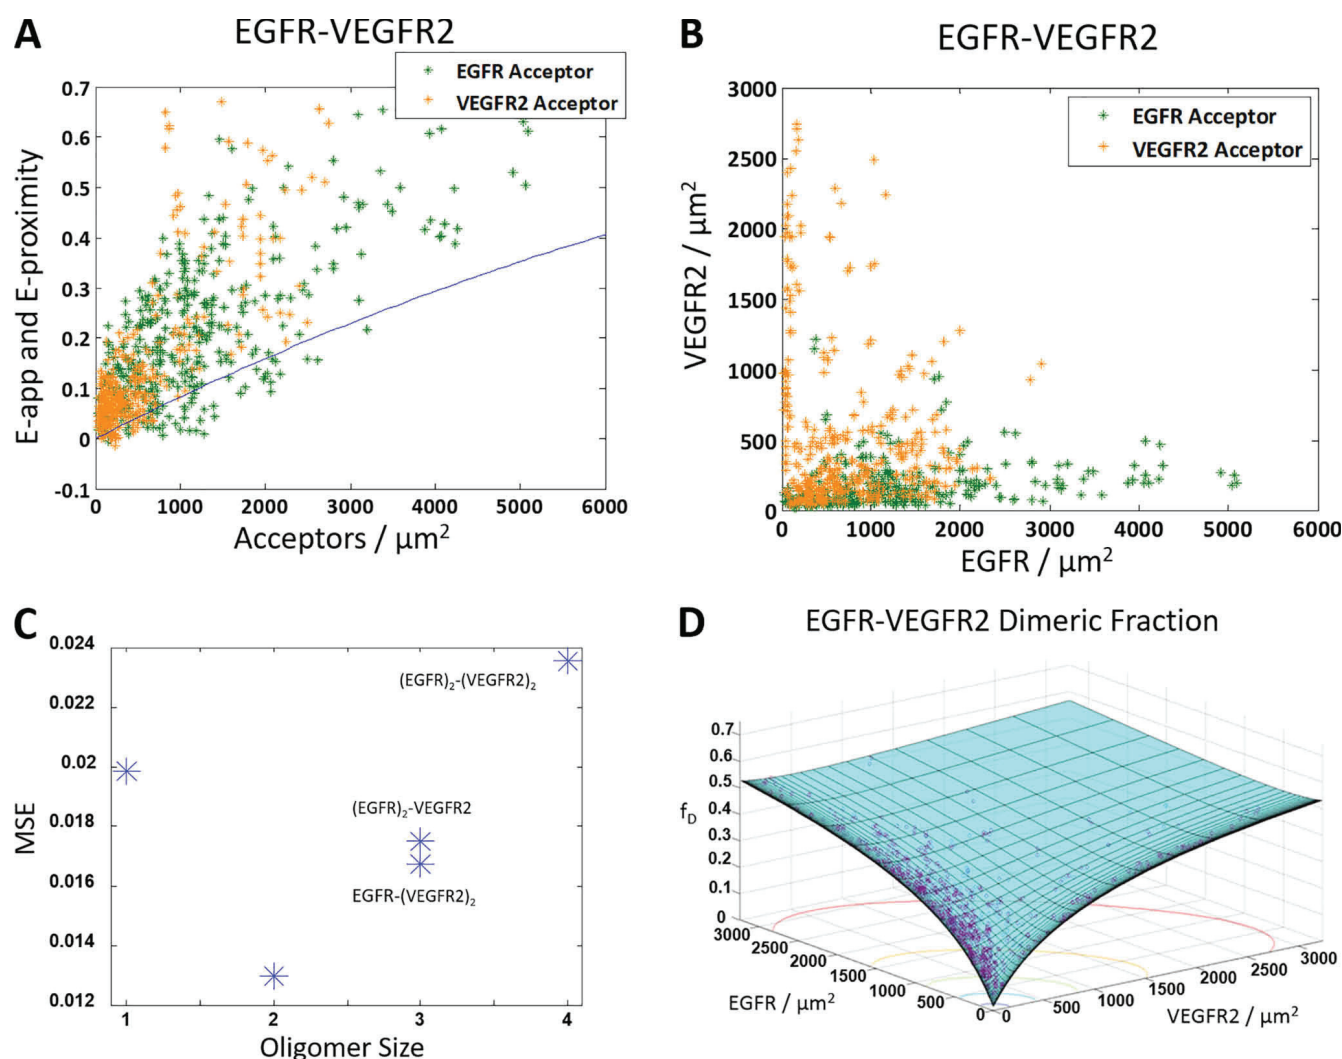 A
EGFR-VEGFR2
EGFR Acceptor
VEGFR2 Acceptor
0.7
0.6
0.5
0.4
0.3
0.2
0.1
0
-0.1
E-app and E-proximity
0 1000 2000 3000 4000 5000 6000
Acceptors / µm²
B
EGFR-VEGFR2
EGFR Acceptor
VEGFR2 Acceptor
3000
2500
2000
1500
1000
500
0
VEGFR2 / µm²
0 1000 2000 3000 4000 5000 6000
EGFR / µm²
C
0.024
0.022
0.02
0.018
0.016
0.014
0.012
MSE
(EGFR)₂-(VEGFR2)₂
(EGFR)₂-VEGFR2
EGFR-(VEGFR2)₂
1 2 3 4
Oligomer Size
D
EGFR-VEGFR2 Dimeric Fraction
0.7
0.6
0.5
0.4
0.3
0.2
0.1
0
f_D
3000
2500
2000
1500
1000
500
0
EGFR / µm²
0
500
1000
1500
2000
2500
3000
VEGFR2 / µm²